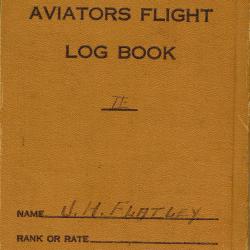 AVIATORS FLIGHT
LOG BOOK
II
NAME J. H. FLATLEY
RANK OR RATE